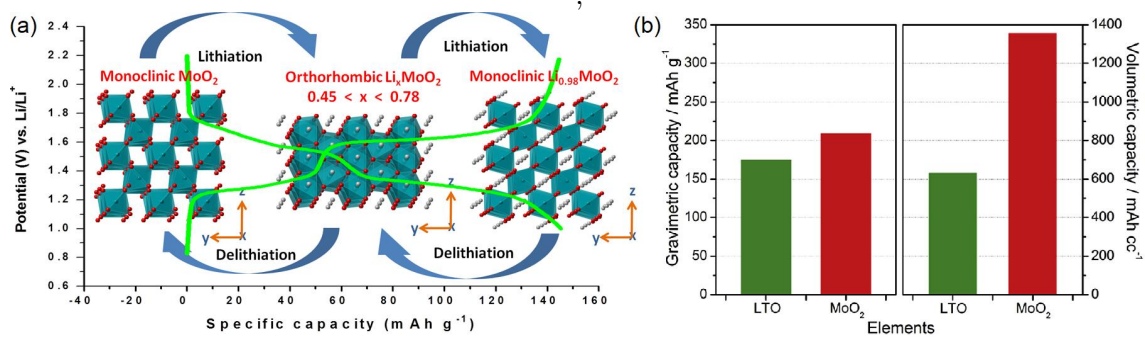 ,
(a)
2.4
2.2
2.0
1.8
1.6
1.4
1.2
1.0
0.8
0.6
Potential (V) vs. Li/Li+
Lithiation
Lithiation
Monoclinic MoO2
Orthorhombic LixMoO2
0.45 < x < 0.78
Monoclinic Li0.98MoO2
z
y
x
z
y
x
z
y
x
Delithiation
Delithiation
-40 -20 0 20 40 60 80 100 120 140 160
Specific capacity (mAh g-1)
(b)
350
300
250
200
150
100
50
0
Gravimetric capacity / mAh g-1
LTO MoO2 LTO MoO2
Elements
1400
1200
1000
800
600
400
200
0
Volumetric capacity / mAh cc-1